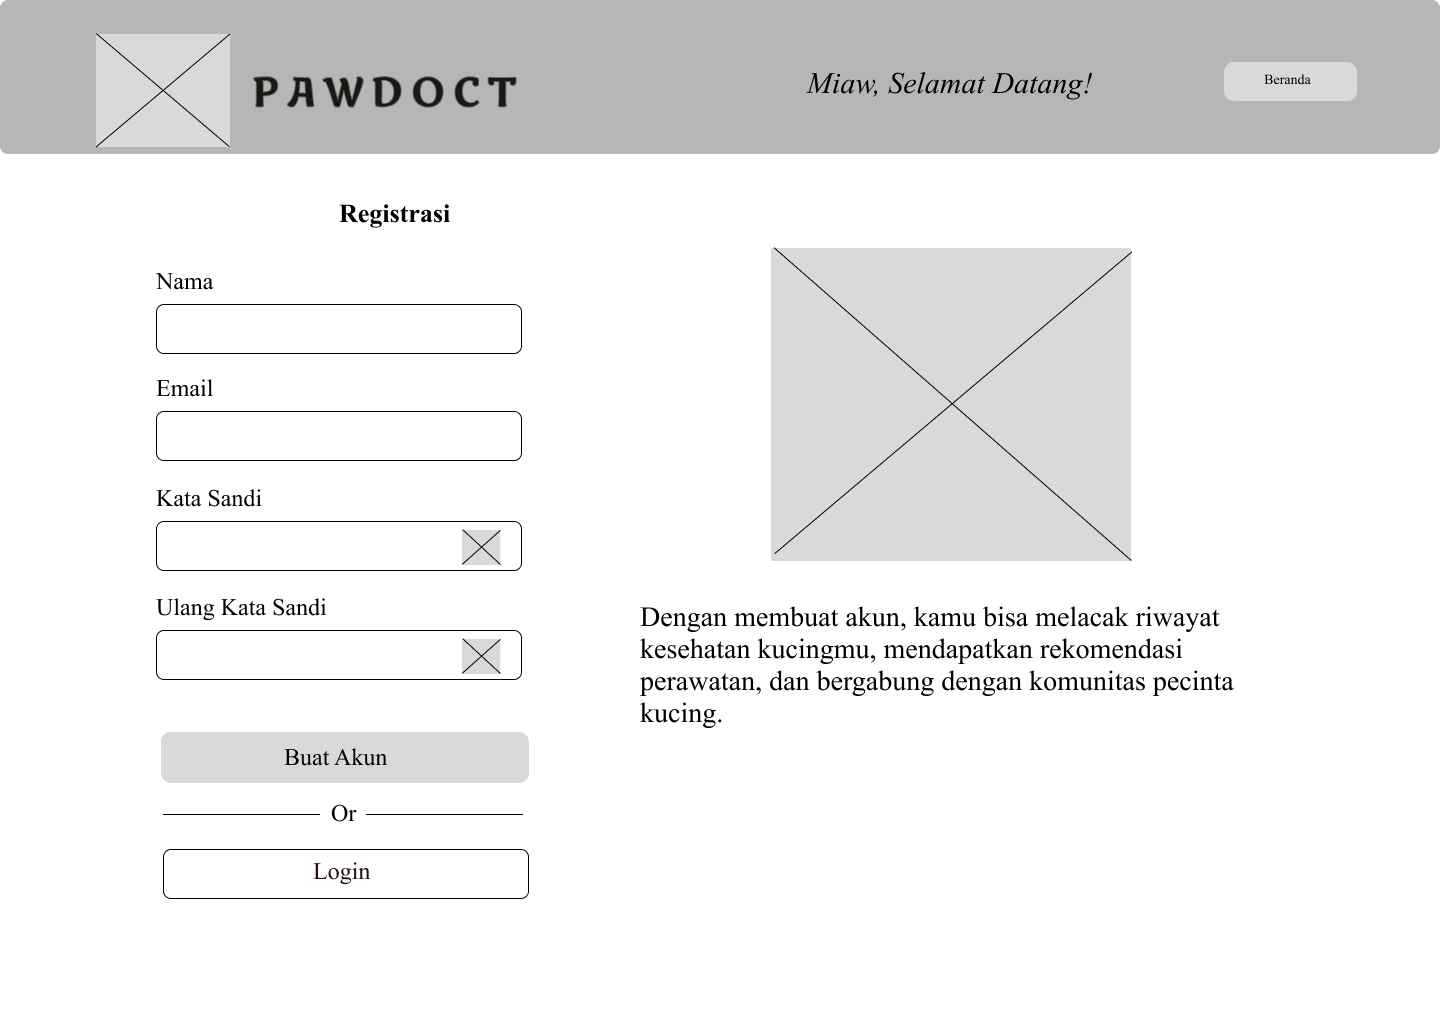 PAWDOCT
Miaw, Selamat Datang!
Beranda
Registrasi
Nama
Email
Kata Sandi
Ulang Kata Sandi
Buat Akun
Or
Login
Dengan membuat akun, kamu bisa melacak riwayat
kesehatan kucingmu, mendapatkan rekomendasi
perawatan, dan bergabung dengan komunitas pecinta
kucing.